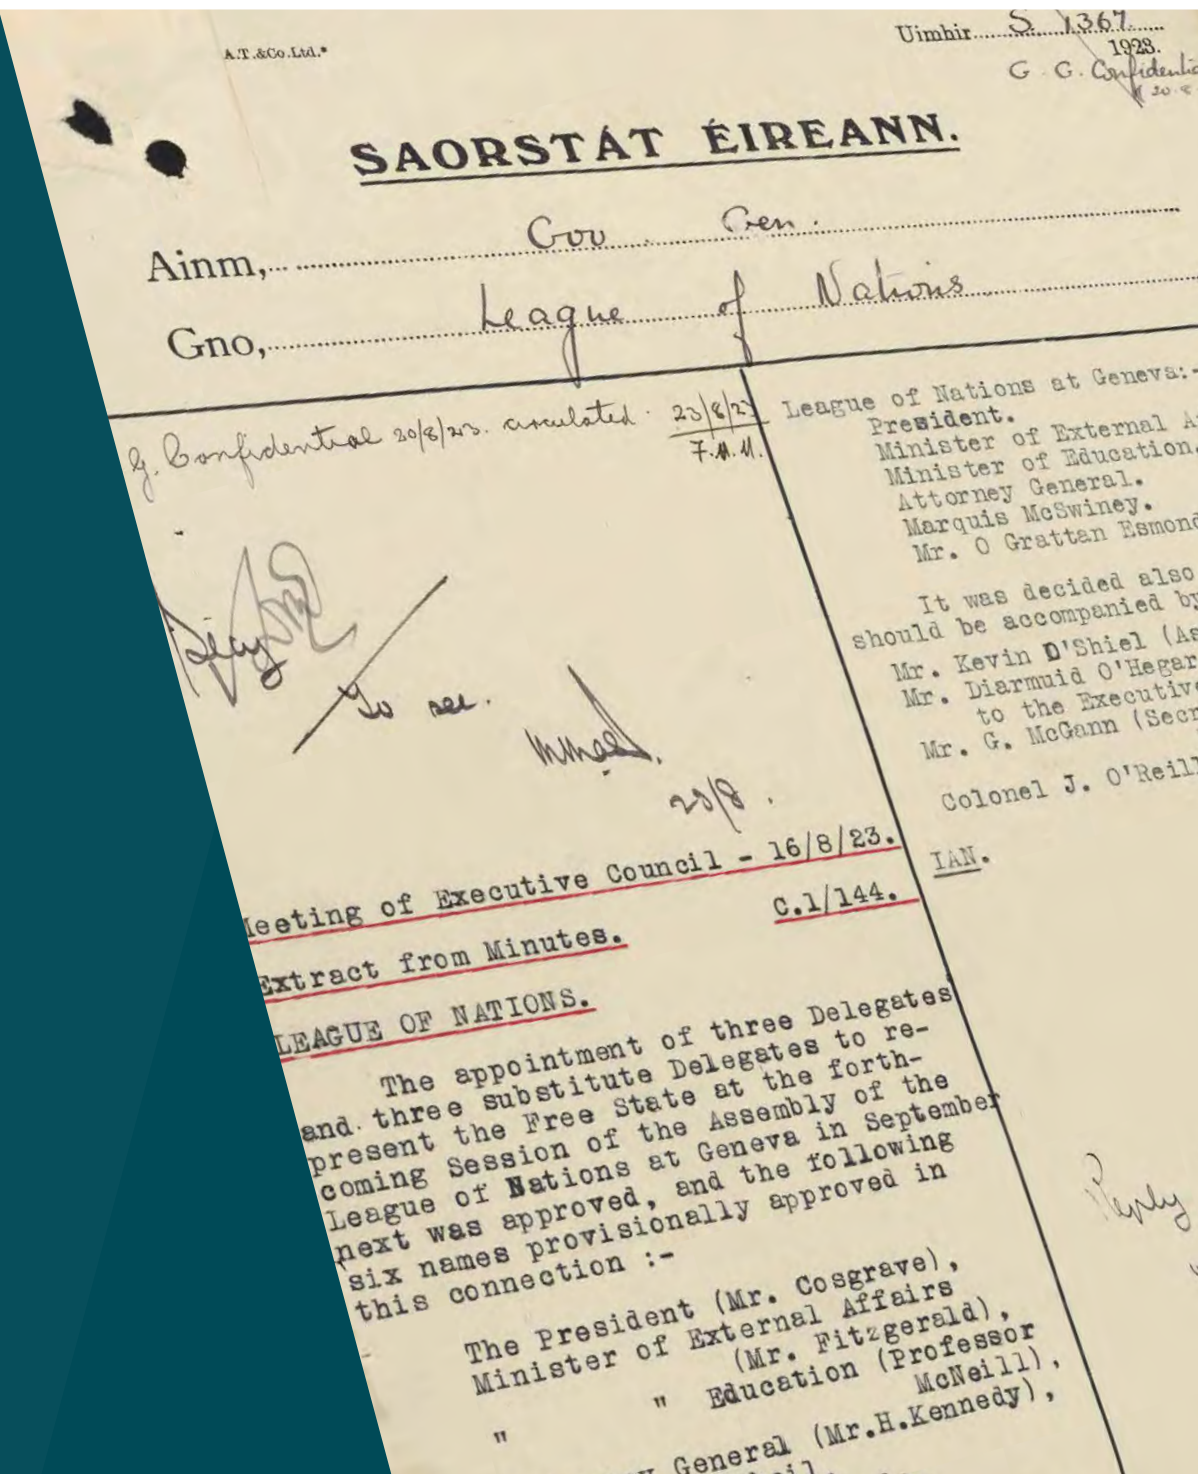 A.T.&Co.Ltd.*
Uimhir S. 1367.
1923.
G. G. Confidential
20.8
SAORSTÁT ÉIREANN.
Ainm, Gov. Gen.
Gno, League of Nations
G. Confidential 20/8/23. circulated. 23/8/23
To see.
23/8.
Meeting of Executive Council - 16/8/23.
C.1/144.
Extract from Minutes.
LEAGUE OF NATIONS.
The appointment of three Delegates
and three substitute Delegates to re-
present the Free State at the forth-
coming Session of the Assembly of the
League of Nations at Geneva in September
next was approved, and the following
six names provisionally approved in
this connection :-
The President (Mr. Cosgrave),
Minister of External Affairs
(Mr. Fitzgerald),
" " Education (Professor
McNeill),
General (Mr.H.Kennedy),
League of Nations at Geneva:-
President.
Minister of External A
Minister of Education,
Attorney General.
Marquis McSwiney.
Mr. O Grattan Esmond
It was decided also
should be accompanied by
Mr. Kevin O'Shiel (As
Mr. Diarmuid O'Hegar
to the Executive
Mr. G. McGann (Secr
Colonel J. O'Reill
IAN.
Reply